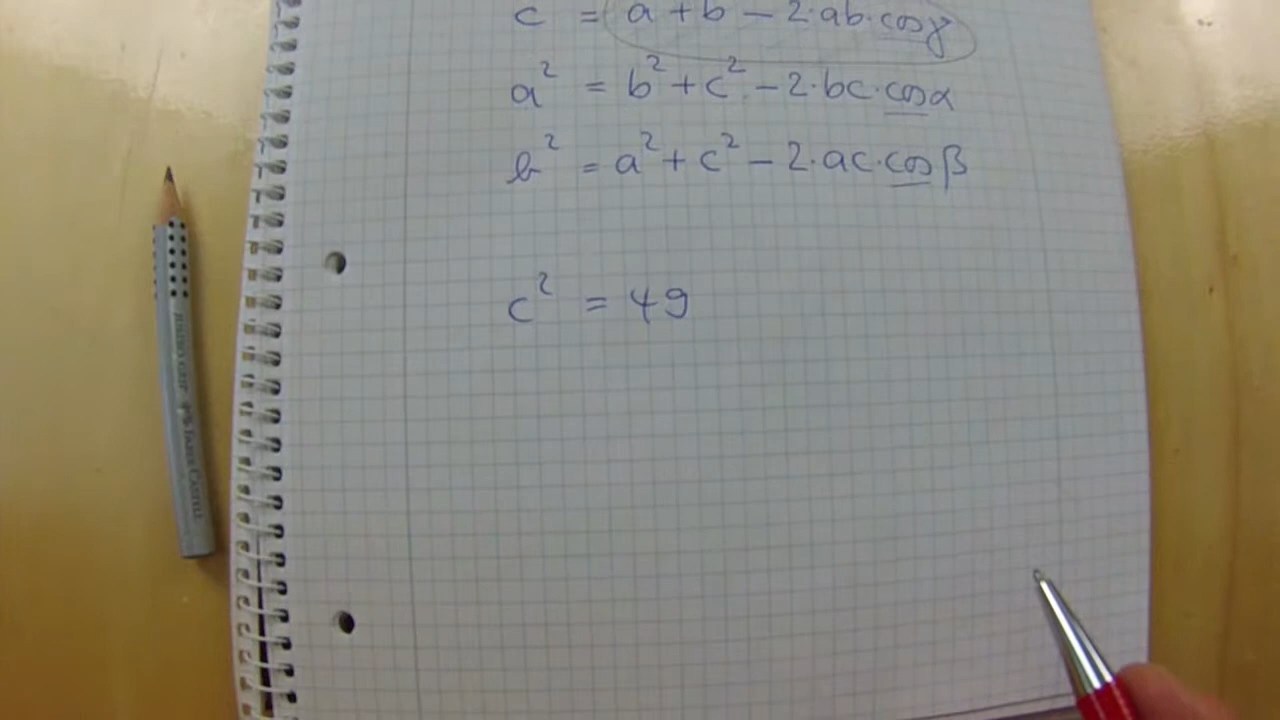 c = a + b − 2·ab·cosγ
a² = b² + c² − 2·bc·cosα
b² = a² + c² − 2·ac·cosβ
c² = 49